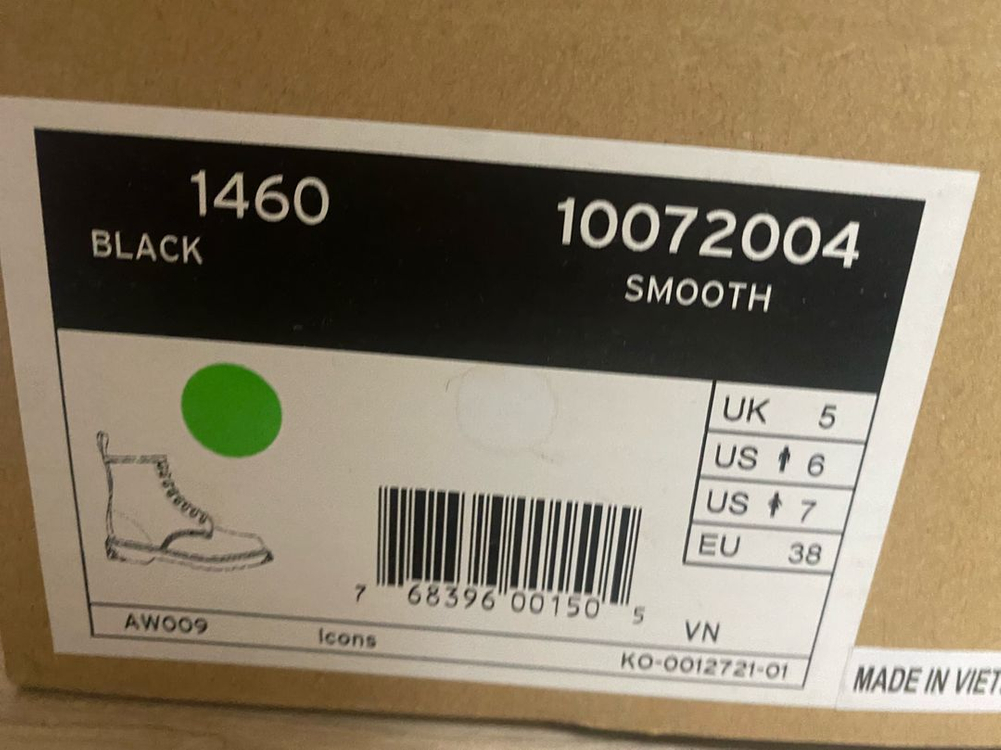 1460
10072004
BLACK
SMOOTH
UK 5
US 6
US 7
EU 38
7 68396 00150 5
AW009
Icons
VN
KO-0012721-01
MADE IN